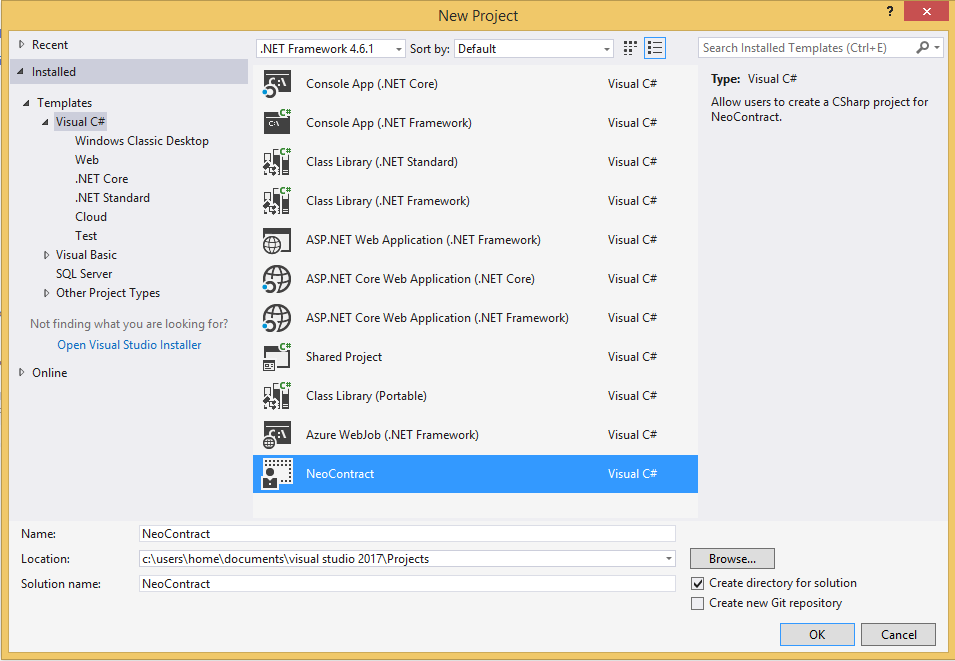 New Project
?
Recent
Installed
Templates
Visual C#
Windows Classic Desktop
Web
.NET Core
.NET Standard
Cloud
Test
Visual Basic
SQL Server
Other Project Types
Not finding what you are looking for?
Open Visual Studio Installer
Online
.NET Framework 4.6.1 Sort by: Default
Console App (.NET Core) Visual C#
Console App (.NET Framework) Visual C#
Class Library (.NET Standard) Visual C#
Class Library (.NET Framework) Visual C#
ASP.NET Web Application (.NET Framework) Visual C#
ASP.NET Core Web Application (.NET Core) Visual C#
ASP.NET Core Web Application (.NET Framework) Visual C#
Shared Project Visual C#
Class Library (Portable) Visual C#
Azure WebJob (.NET Framework) Visual C#
NeoContract Visual C#
Search Installed Templates (Ctrl+E)
Type: Visual C#
Allow users to create a CSharp project for
NeoContract.
Name: NeoContract
Location: c:\users\home\documents\visual studio 2017\Projects Browse...
Solution name: NeoContract
Create directory for solution
Create new Git repository
OK Cancel